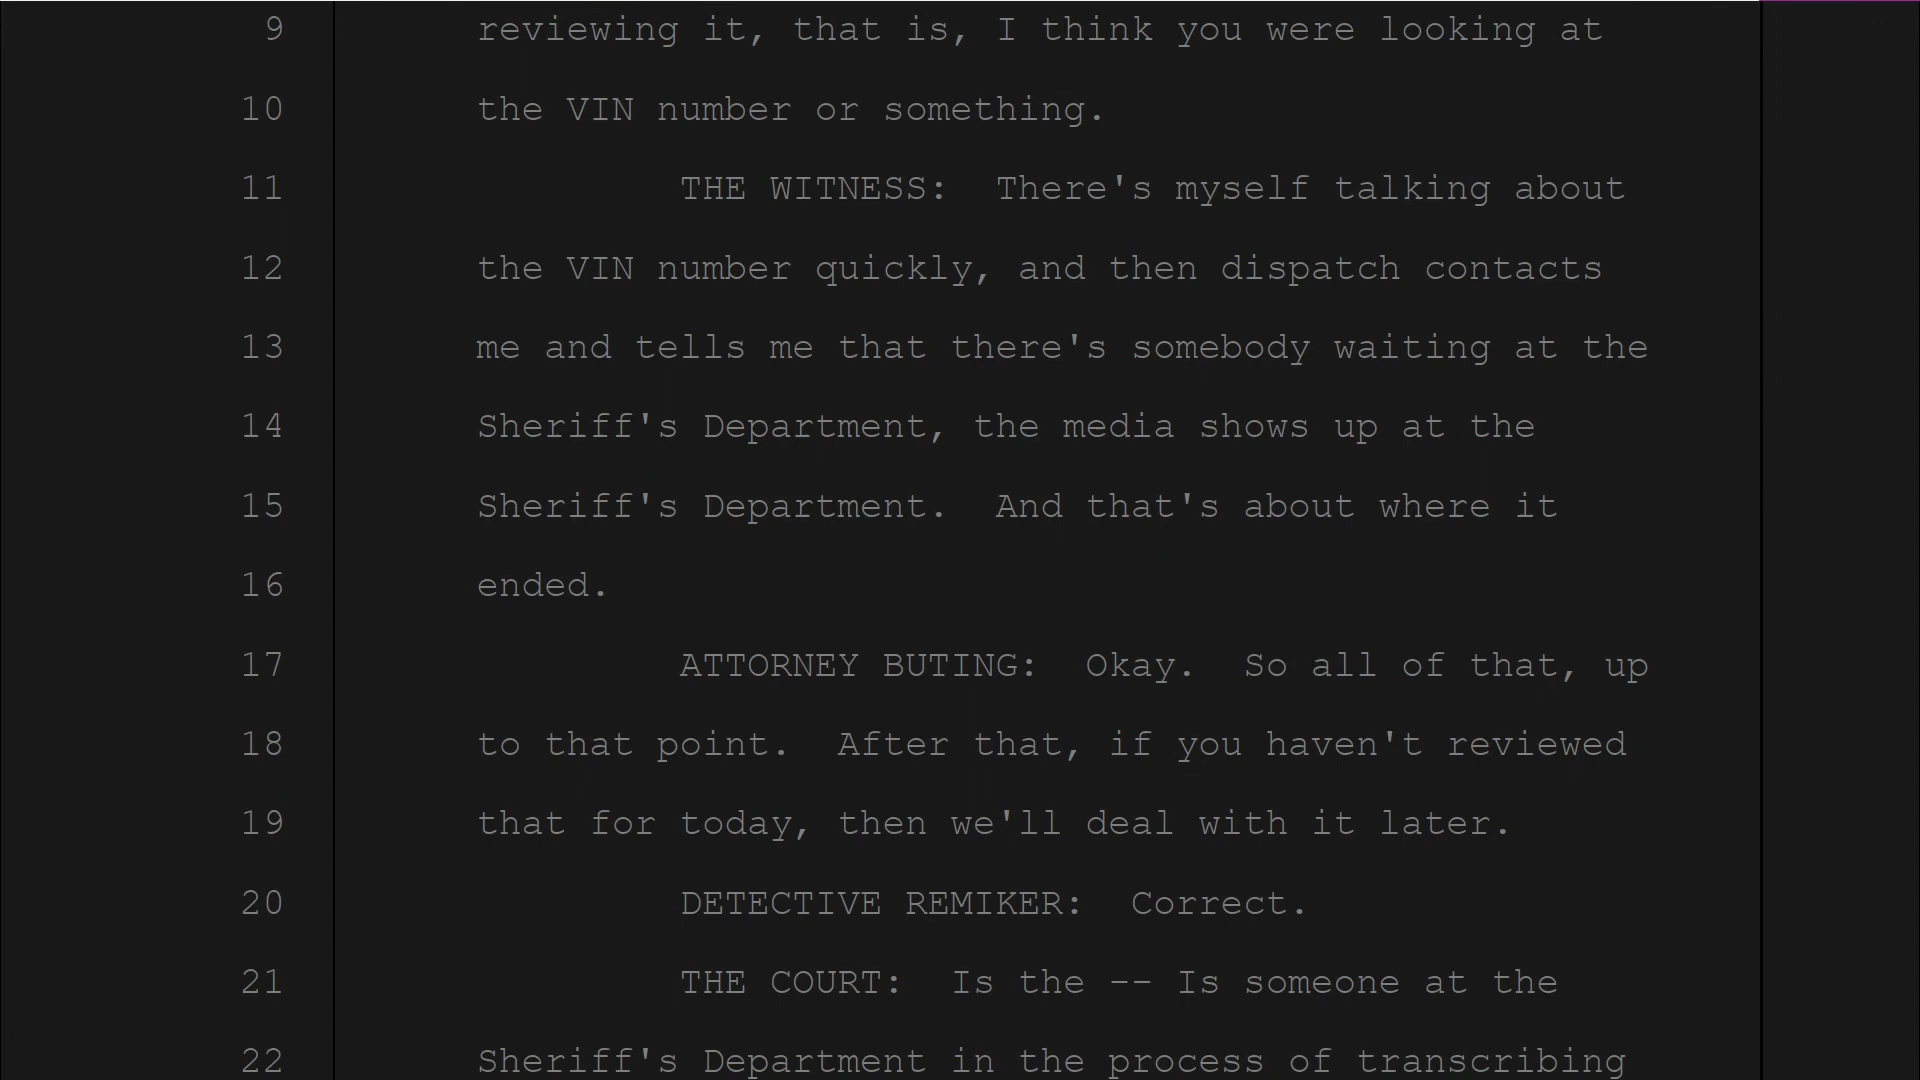 9 reviewing it, that is, I think you were looking at
10 the VIN number or something.
11 THE WITNESS: There's myself talking about
12 the VIN number quickly, and then dispatch contacts
13 me and tells me that there's somebody waiting at the
14 Sheriff's Department, the media shows up at the
15 Sheriff's Department. And that's about where it
16 ended.
17 ATTORNEY BUTING: Okay. So all of that, up
18 to that point. After that, if you haven't reviewed
19 that for today, then we'll deal with it later.
20 DETECTIVE REMIKER: Correct.
21 THE COURT: Is the -- Is someone at the
22 Sheriff's Department in the process of transcribing